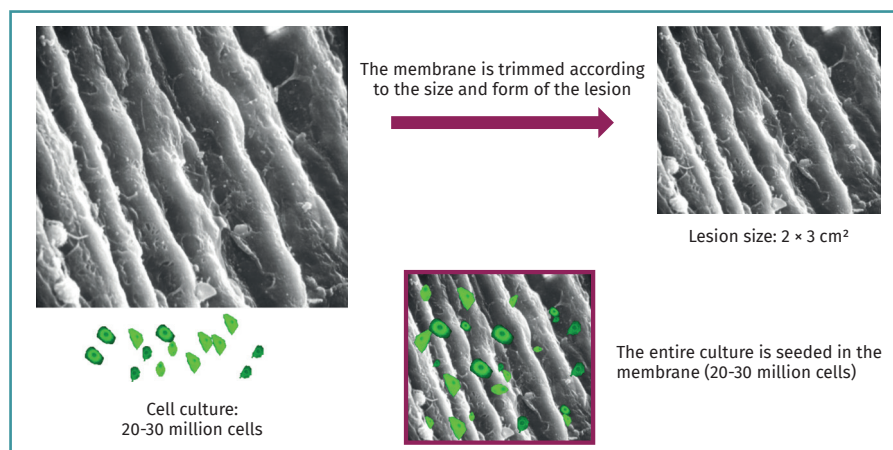 The membrane is trimmed according
to the size and form of the lesion
Lesion size: 2 × 3 cm²
The entire culture is seeded in the
membrane (20-30 million cells)
Cell culture:
20-30 million cells